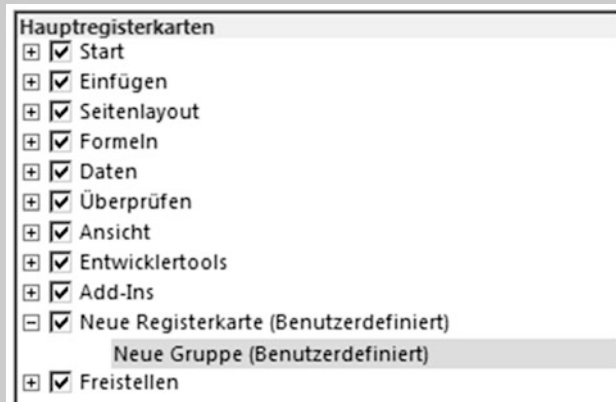 Hauptregisterkarten
Start
Einfügen
Seitenlayout
Formeln
Daten
Überprüfen
Ansicht
Entwicklertools
Add-Ins
Neue Registerkarte (Benutzerdefiniert)
Neue Gruppe (Benutzerdefiniert)
Freistellen